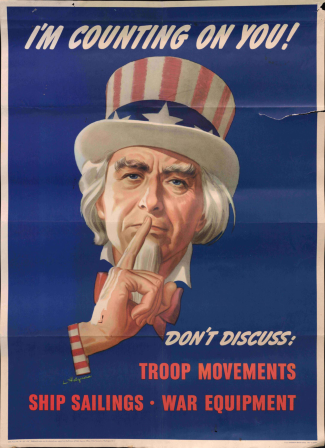 I'M COUNTING ON YOU!
DON'T DISCUSS:
TROOP MOVEMENTS
SHIP SAILINGS • WAR EQUIPMENT